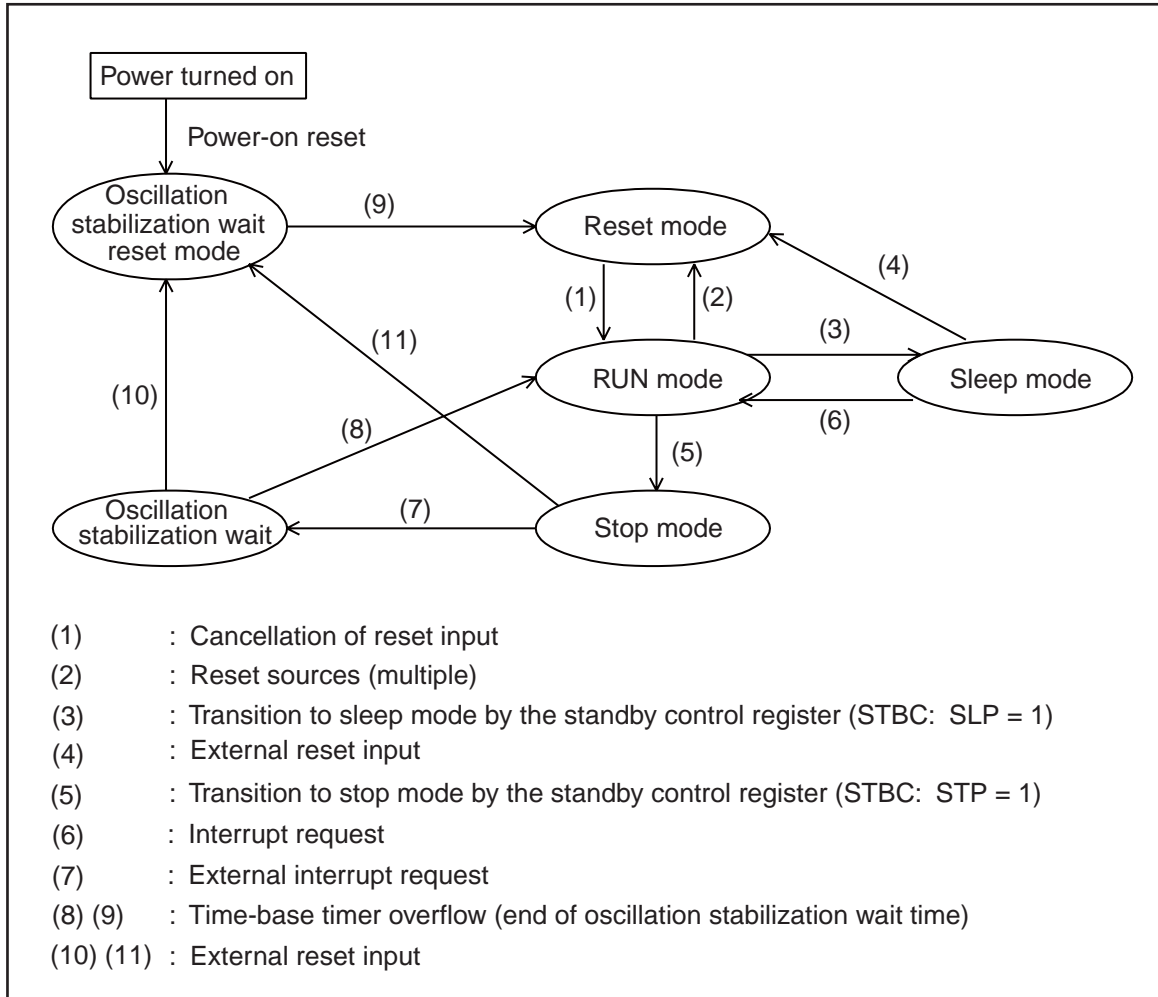 Power turned on
Power-on reset
Oscillation
stabilization wait
reset mode
(9)
Reset mode
(4)
(1)
(2)
(3)
(11)
RUN mode
Sleep mode
(10)
(8)
(6)
(5)
Oscillation
stabilization wait
(7)
Stop mode
(1) : Cancellation of reset input
(2) : Reset sources (multiple)
(3) : Transition to sleep mode by the standby control register (STBC: SLP = 1)
(4) : External reset input
(5) : Transition to stop mode by the standby control register (STBC: STP = 1)
(6) : Interrupt request
(7) : External interrupt request
(8) (9) : Time-base timer overflow (end of oscillation stabilization wait time)
(10) (11) : External reset input